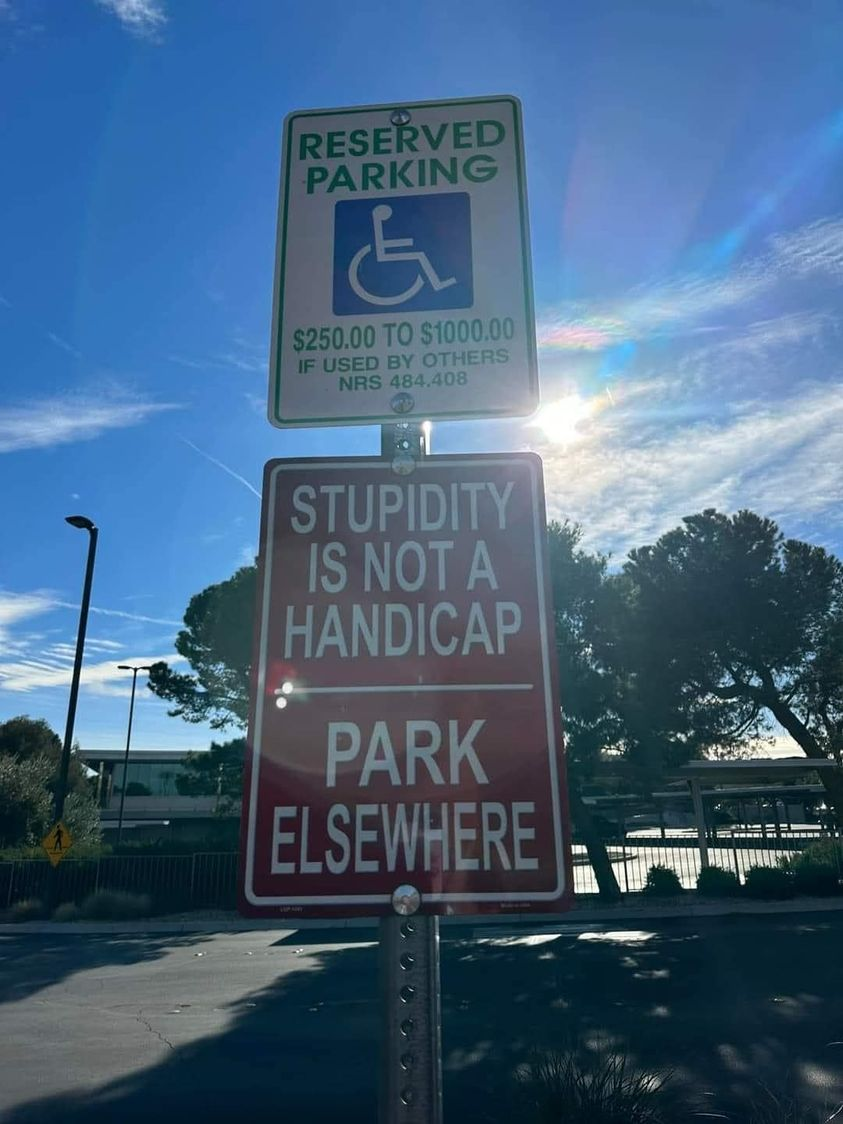 RESERVED
PARKING
$250.00 TO $1000.00
IF USED BY OTHERS
NRS 484.408
STUPIDITY
IS NOT A
HANDICAP
PARK
ELSEWHERE